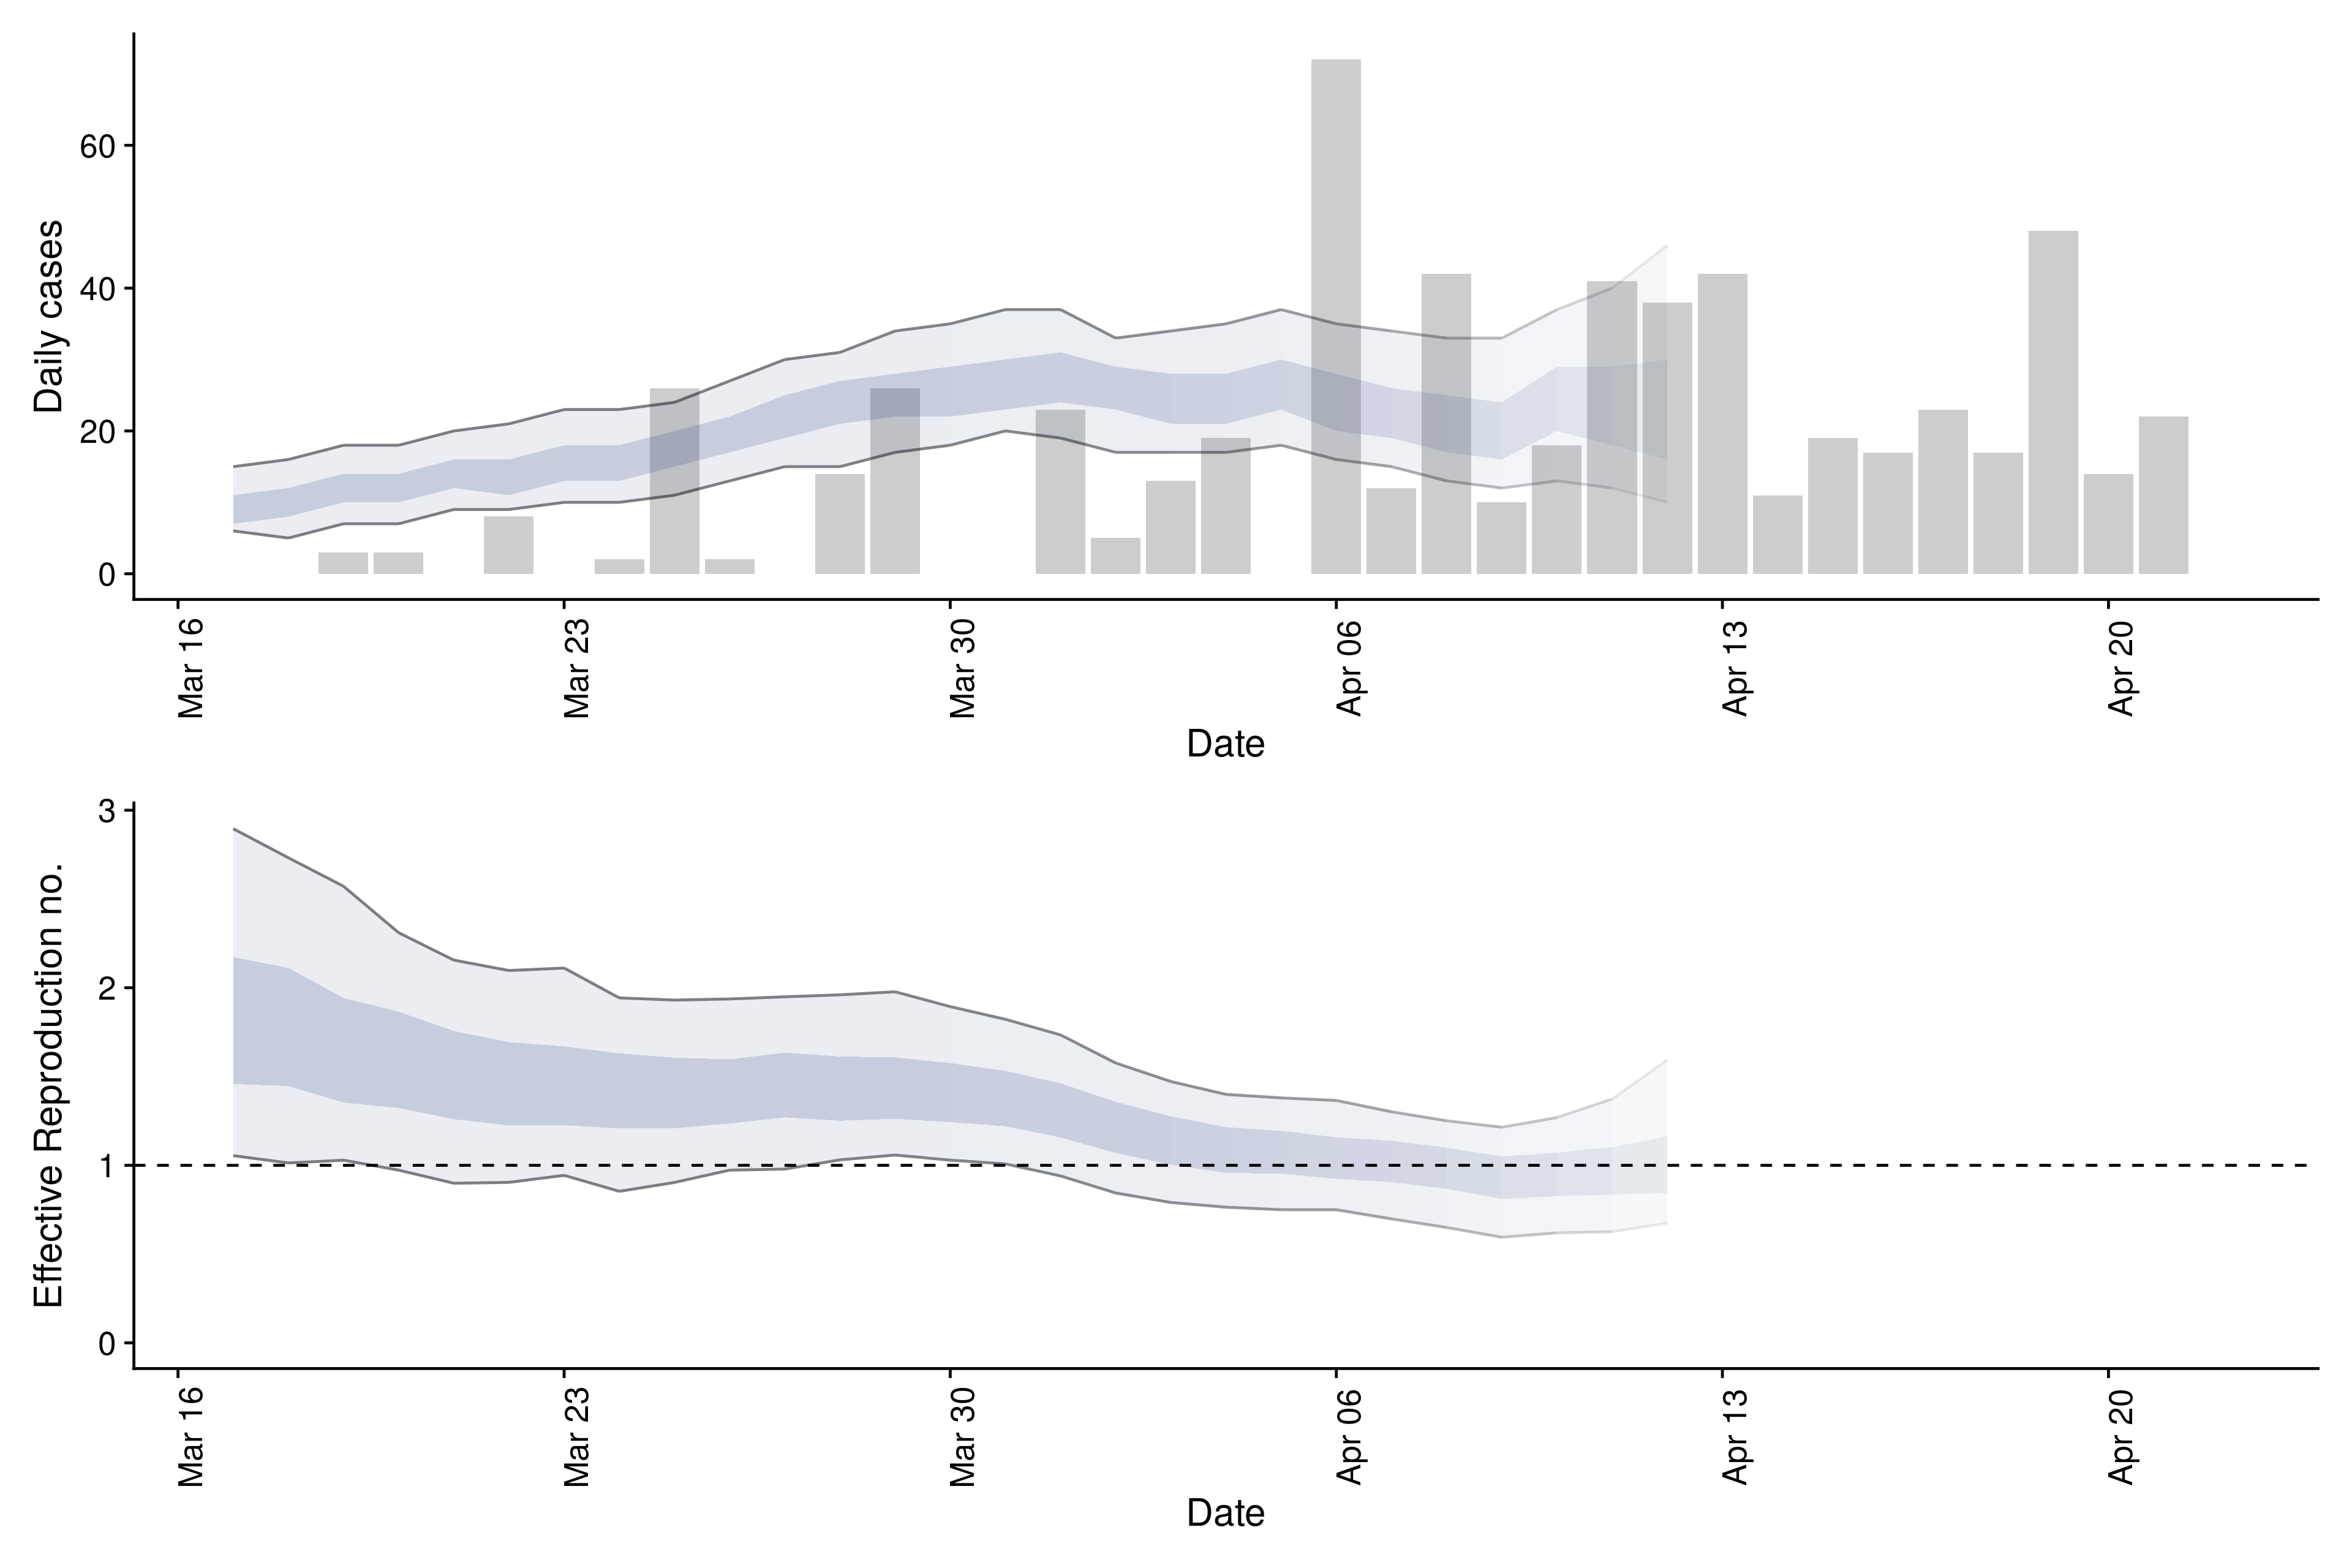 Daily cases
60
40
20
0
Mar 16
Mar 23
Mar 30
Apr 06
Apr 13
Apr 20
Date
Effective Reproduction no.
3
2
1
0
Mar 16
Mar 23
Mar 30
Apr 06
Apr 13
Apr 20
Date